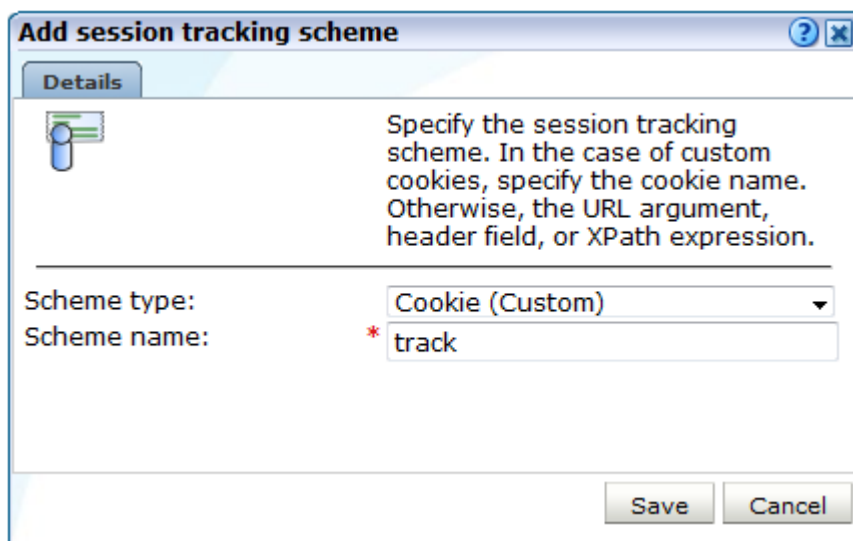 Add session tracking scheme
?
Details
Specify the session tracking
scheme. In the case of custom
cookies, specify the cookie name.
Otherwise, the URL argument,
header field, or XPath expression.
Scheme type: Cookie (Custom)
Scheme name: * track
Save Cancel